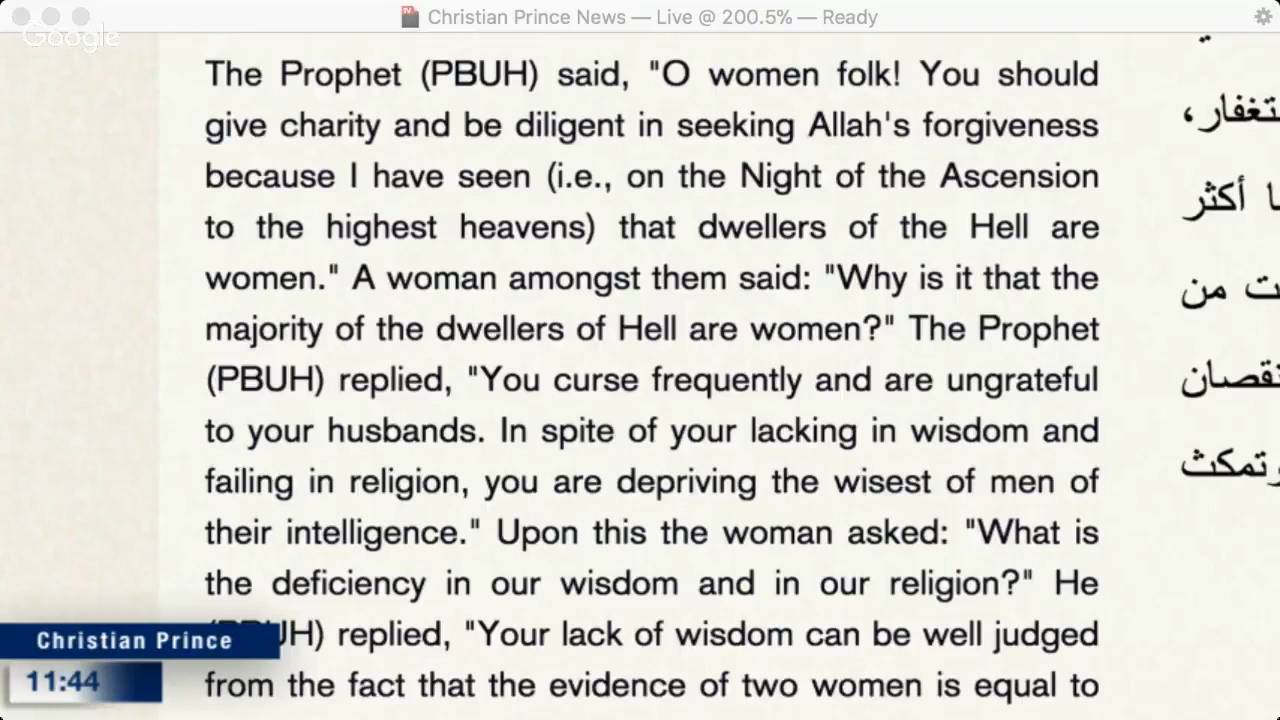 Christian Prince News — Live @ 200.5% — Ready
Google
The Prophet (PBUH) said, "O women folk! You should
give charity and be diligent in seeking Allah's forgiveness
because I have seen (i.e., on the Night of the Ascension
to the highest heavens) that dwellers of the Hell are
women." A woman amongst them said: "Why is it that the
majority of the dwellers of Hell are women?" The Prophet
(PBUH) replied, "You curse frequently and are ungrateful
to your husbands. In spite of your lacking in wisdom and
failing in religion, you are depriving the wisest of men of
their intelligence." Upon this the woman asked: "What is
the deficiency in our wisdom and in our religion?" He
replied, "Your lack of wisdom can be well judged
from the fact that the evidence of two women is equal to
أكثر
من
Christian Prince
11:44